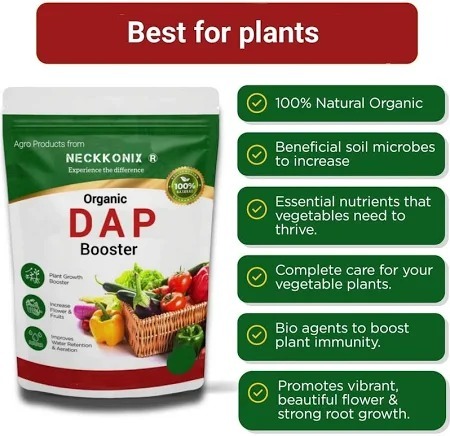 Best for plants
Agro Products from
NECKKONIX ®
Experience the difference
100%
NATURAL
Organic
DAP
Booster
Plant Growth
Booster
Increase
Flower &
Fruits
Improves
Water Retention
& Aeration
100% Natural Organic
Beneficial soil microbes
to increase
Essential nutrients that
vegetables need to
thrive.
Complete care for your
vegetable plants.
Bio agents to boost
plant immunity.
Promotes vibrant,
beautiful flower &
strong root growth.